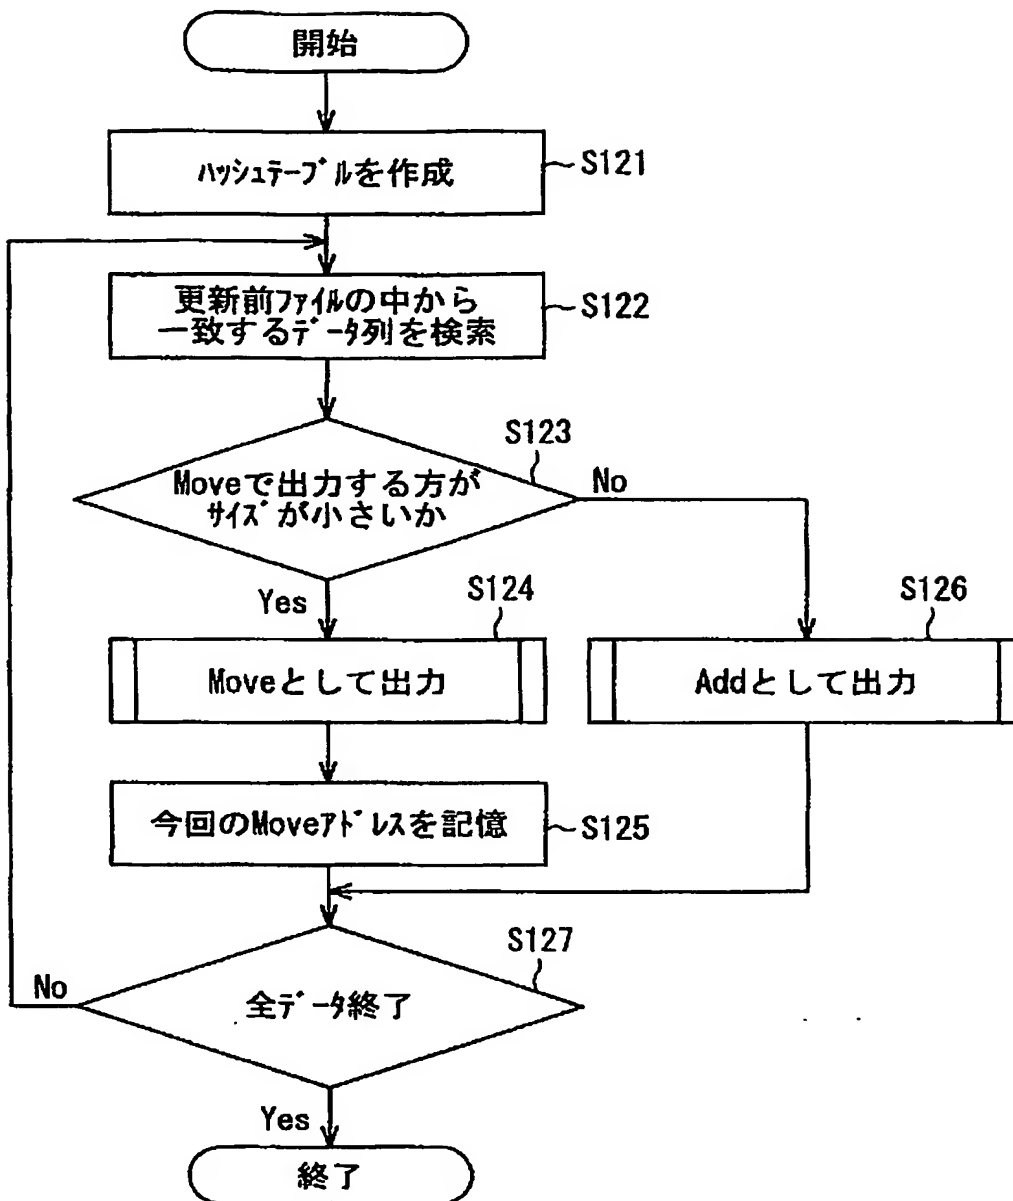 開始
ﾊｯｼｭﾃｰﾌﾞﾙを作成
S121
更新前ﾌｧｲﾙの中から
一致するﾃﾞｰﾀ列を検索
S122
S123
Moveで出力する方が
ｻｲｽﾞが小さいか
No
Yes
S124
S126
Moveとして出力
Addとして出力
今回のMoveｱﾄﾞﾚｽを記憶
S125
S127
No
全ﾃﾞｰﾀ終了
Yes
終了